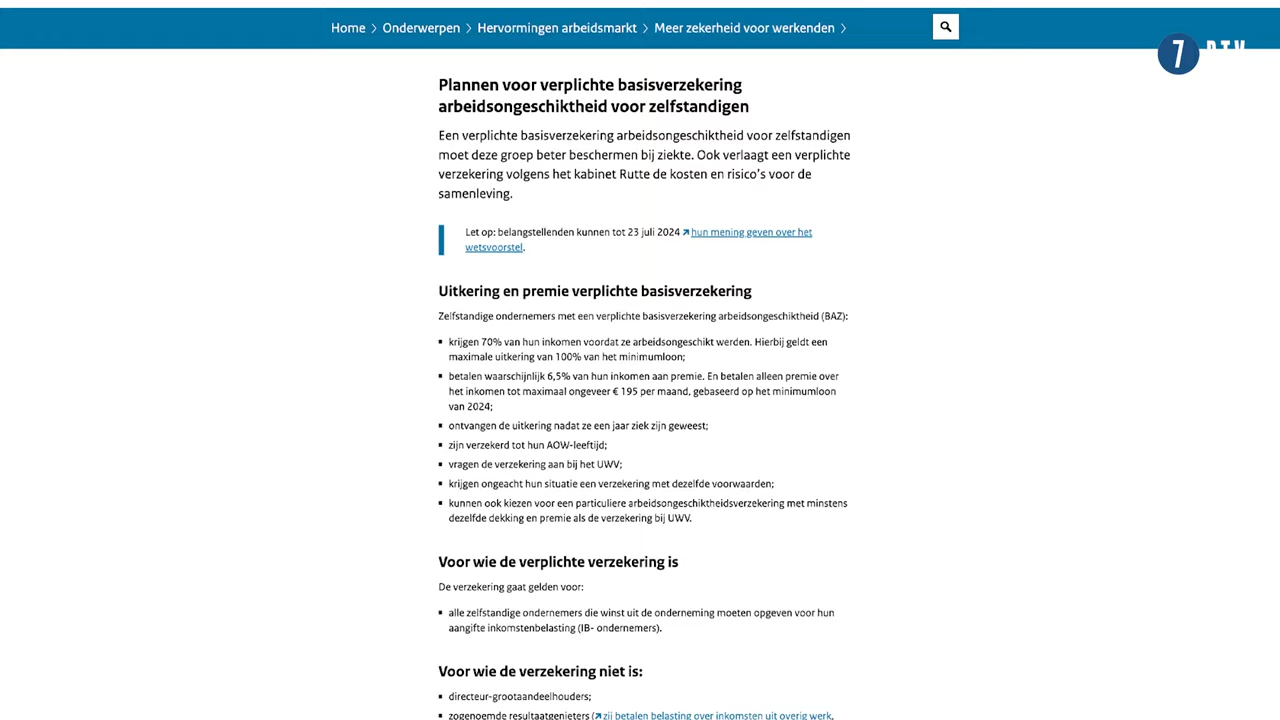 Home > Onderwerpen > Hervormingen arbeidsmarkt > Meer zekerheid voor werkenden >
7
Plannen voor verplichte basisverzekering
arbeidsongeschiktheid voor zelfstandigen
Een verplichte basisverzekering arbeidsongeschiktheid voor zelfstandigen
moet deze groep beter beschermen bij ziekte. Ook verlaagt een verplichte
verzekering volgens het kabinet Rutte de kosten en risico's voor de
samenleving.
Let op: belangstellenden kunnen tot 23 juli 2024 hun mening geven over het
wetsvoorstel.
Uitkering en premie verplichte basisverzekering
Zelfstandige ondernemers met een verplichte basisverzekering arbeidsongeschiktheid (BAZ):
▪ krijgen 70% van hun inkomen voordat ze arbeidsongeschikt werden. Hierbij geldt een
maximale uitkering van 100% van het minimumloon;
▪ betalen waarschijnlijk 6,5% van hun inkomen aan premie. En betalen alleen premie over
het inkomen tot maximaal ongeveer € 195 per maand, gebaseerd op het minimumloon
van 2024;
▪ ontvangen de uitkering nadat ze een jaar ziek zijn geweest;
▪ zijn verzekerd tot hun AOW-leeftijd;
▪ vragen de verzekering aan bij het UWV;
▪ krijgen ongeacht hun situatie een verzekering met dezelfde voorwaarden;
▪ kunnen ook kiezen voor een particuliere arbeidsongeschiktheidsverzekering met minstens
dezelfde dekking en premie als de verzekering bij UWV.
Voor wie de verplichte verzekering is
De verzekering gaat gelden voor:
▪ alle zelfstandige ondernemers die winst uit de onderneming moeten opgeven voor hun
aangifte inkomstenbelasting (IB- ondernemers).
Voor wie de verzekering niet is:
▪ directeur-grootaandeelhouders;
▪ zogenoemde resultaatgenieters (zij betalen belasting over inkomsten uit overig werk,